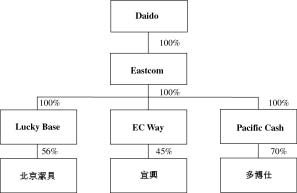 Daido
100%
Eastcom
100%
100%
100%
Lucky Base
EC Way
Pacific Cash
56%
45%
70%
北京潔具
宜興
多博仕